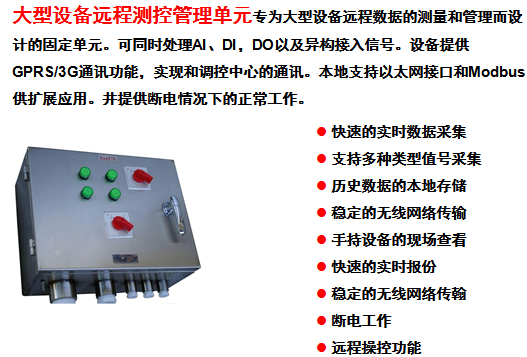 大型设备远程测控管理单元专为大型设备远程数据的测量和管理而设
计的固定单元。可同时处理AI、DI，DO以及异构接入信号。设备提供
GPRS/3G通讯功能，实现和调控中心的通讯。本地支持以太网接口和Modbus
供扩展应用。并提供断电情况下的正常工作。
● 快速的实时数据采集
● 支持多种类型值号采集
● 历史数据的本地存储
● 稳定的无线网络传输
● 手持设备的现场查看
● 快速的实时报份
● 稳定的无线网络传输
● 断电工作
● 远程操控功能